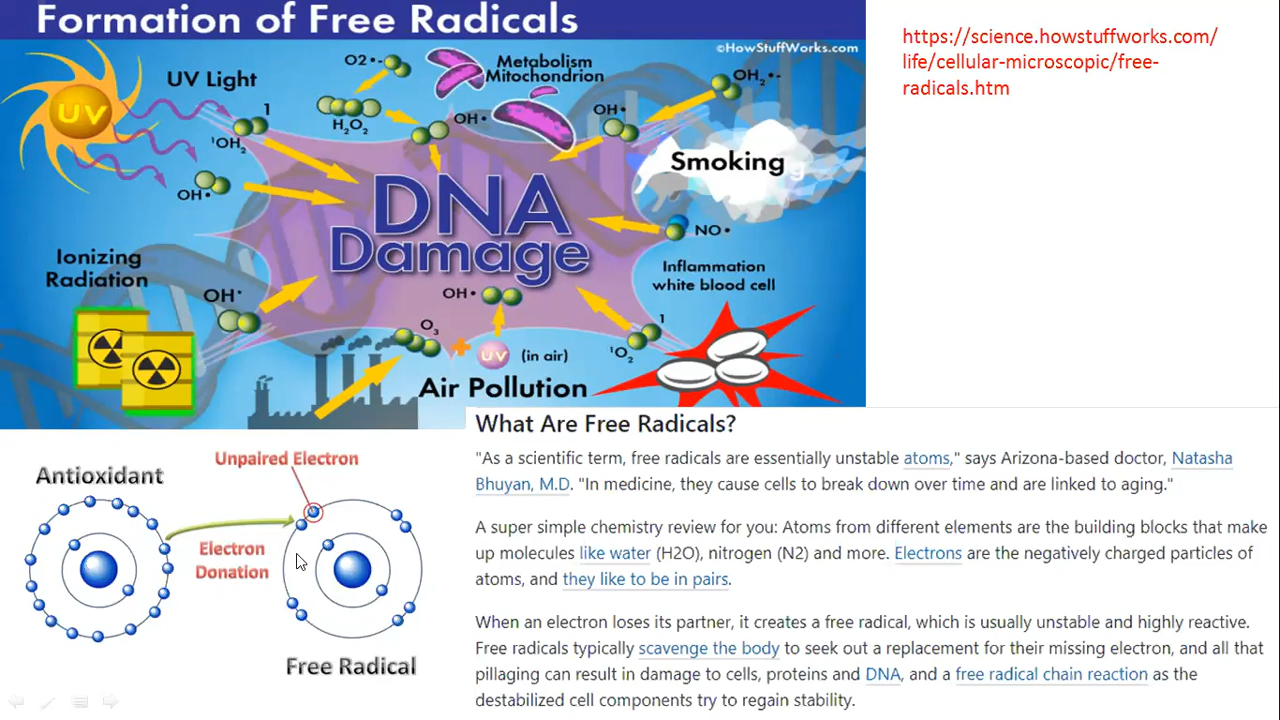 Formation of Free Radicals
©HowStuffWorks.com
https://science.howstuffworks.com/
life/cellular-microscopic/free-
radicals.htm
UV Light
UV
O2•-
H₂O₂
OH•
Metabolism
Mitochondrion
OH₂•-
OH•
1
¹OH₂
OH•
Smoking
DNA
Damage
NO•
Ionizing
Radiation
OH•
Inflammation
white blood cell
OH•
O₃
UV
(in air)
1
¹O₂
Air Pollution
What Are Free Radicals?
"As a scientific term, free radicals are essentially unstable atoms," says Arizona-based doctor, Natasha
Bhuyan, M.D. "In medicine, they cause cells to break down over time and are linked to aging."
A super simple chemistry review for you: Atoms from different elements are the building blocks that make
up molecules like water (H2O), nitrogen (N2) and more. Electrons are the negatively charged particles of
atoms, and they like to be in pairs.
When an electron loses its partner, it creates a free radical, which is usually unstable and highly reactive.
Free radicals typically scavenge the body to seek out a replacement for their missing electron, and all that
pillaging can result in damage to cells, proteins and DNA, and a free radical chain reaction as the
destabilized cell components try to regain stability.
Antioxidant
Unpaired Electron
Electron
Donation
Free Radical